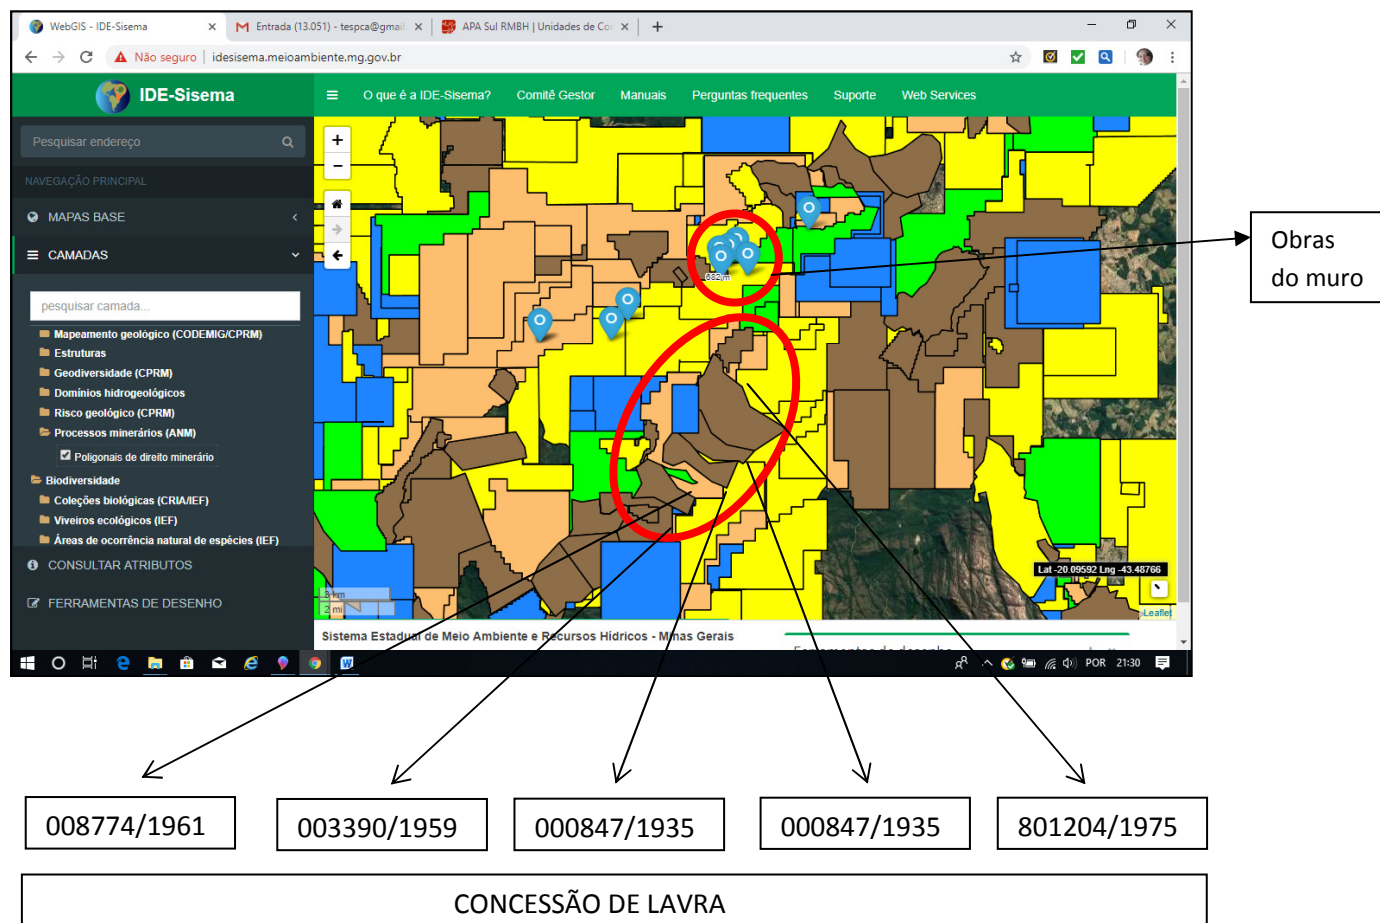 WebGIS - IDE-Sisema
Entrada (13.051) - tespca@gmail.
APA Sul RMBH | Unidades de Co
Não seguro | idesisema.meioambiente.mg.gov.br
IDE-Sisema
O que é a IDE-Sisema?
Comitê Gestor
Manuais
Perguntas frequentes
Suporte
Web Services
Pesquisar endereço
NAVEGAÇÃO PRINCIPAL
MAPAS BASE
CAMADAS
pesquisar camada...
Mapeamento geológico (CODEMIG/CPRM)
Estruturas
Geodiversidade (CPRM)
Domínios hidrogeológicos
Risco geológico (CPRM)
Processos minerários (ANM)
Poligonais de direito minerário
Biodiversidade
Coleções biológicas (CRIA/IEF)
Viveiros ecológicos (IEF)
Áreas de ocorrência natural de espécies (IEF)
CONSULTAR ATRIBUTOS
FERRAMENTAS DE DESENHO
+
−
682 m
Obras
do muro
Lat -20.09592 Lng -43.48766
3 km
2 mi
Leaflet
Sistema Estadual de Meio Ambiente e Recursos Hídricos - Minas Gerais
POR
21:30
008774/1961
003390/1959
000847/1935
000847/1935
801204/1975
CONCESSÃO DE LAVRA